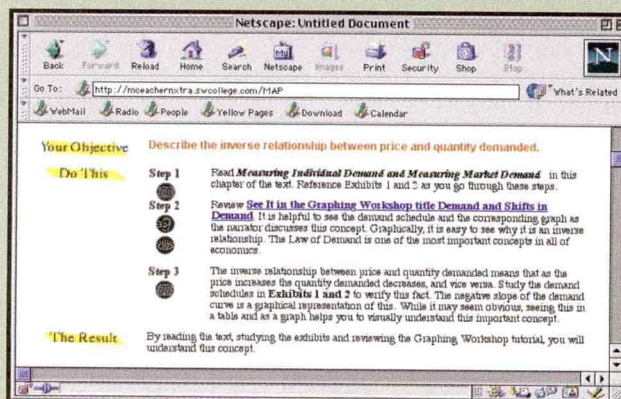 Netscape: Untitled Document
Back Forward Reload Home Search Netscape Images Print Security Shop Stop
N
Go To: http://mceachernxtra.swcollege.com/MAP What's Related
WebMail Radio People Yellow Pages Download Calendar
Your Objective Describe the inverse relationship between price and quantity demanded.
Do This Step 1 Read Measuring Individual Demand and Measuring Market Demand in this
chapter of the text. Reference Exhibits 1 and 2 as you go through these steps.
Step 2 Review See It in the Graphing Workshop title Demand and Shifts in
Demand. It is helpful to see the demand schedule and the corresponding graph as
the narrator discusses this concept. Graphically, it is easy to see why it is an inverse
relationship. The Law of Demand is one of the most important concepts in all of
economics.
Step 3 The inverse relationship between price and quantity demanded means that as the
price increases the quantity demanded decreases, and vice versa. Study the demand
schedules in Exhibits 1 and 2 to verify this fact. The negative slope of the demand
curve is a graphical representation of this. While it may seem obvious, seeing this in
a table and as a graph helps you to visually understand this important concept.
The Result By reading the text, studying the exhibits and reviewing the Graphing Workshop tutorial, you will
understand this concept.